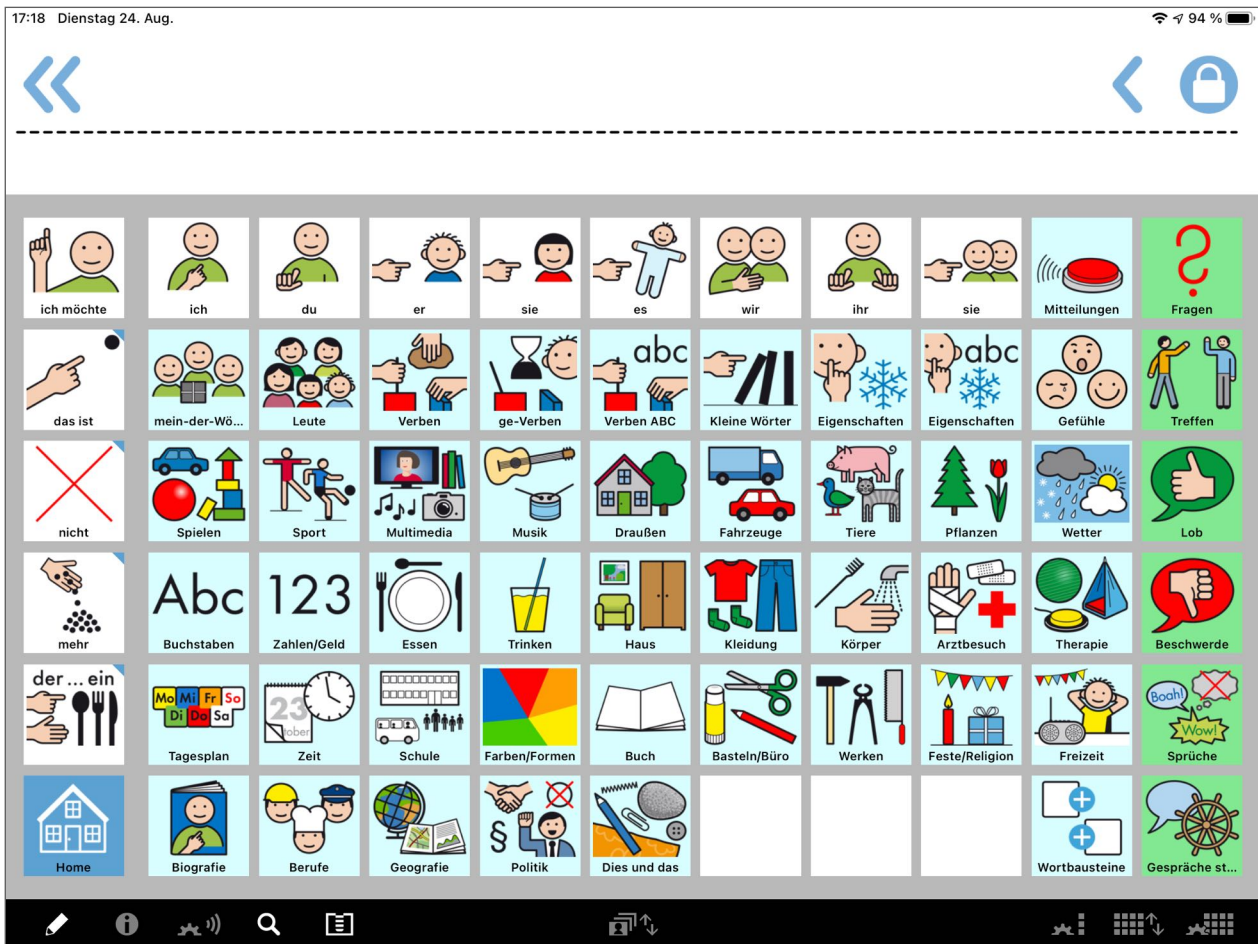 17:18 Dienstag 24. Aug. 94 %
ich möchte ich du er sie es wir ihr sie Mitteilungen Fragen
abc abc
das ist mein-der-Wö... Leute Verben ge-Verben Verben ABC Kleine Wörter Eigenschaften Eigenschaften Gefühle Treffen
nicht Spielen Sport Multimedia Musik Draußen Fahrzeuge Tiere Pflanzen Wetter Lob
Abc 123
mehr Buchstaben Zahlen/Geld Essen Trinken Haus Kleidung Körper Arztbesuch Therapie Beschwerde
der ... ein
Mo Mi Fr So
Di Do Sa
23
tober
Boah!
Wow!
Tagesplan Zeit Schule Farben/Formen Buch Basteln/Büro Werken Feste/Religion Freizeit Sprüche
§
Home Biografie Berufe Geografie Politik Dies und das Wortbausteine Gespräche st...